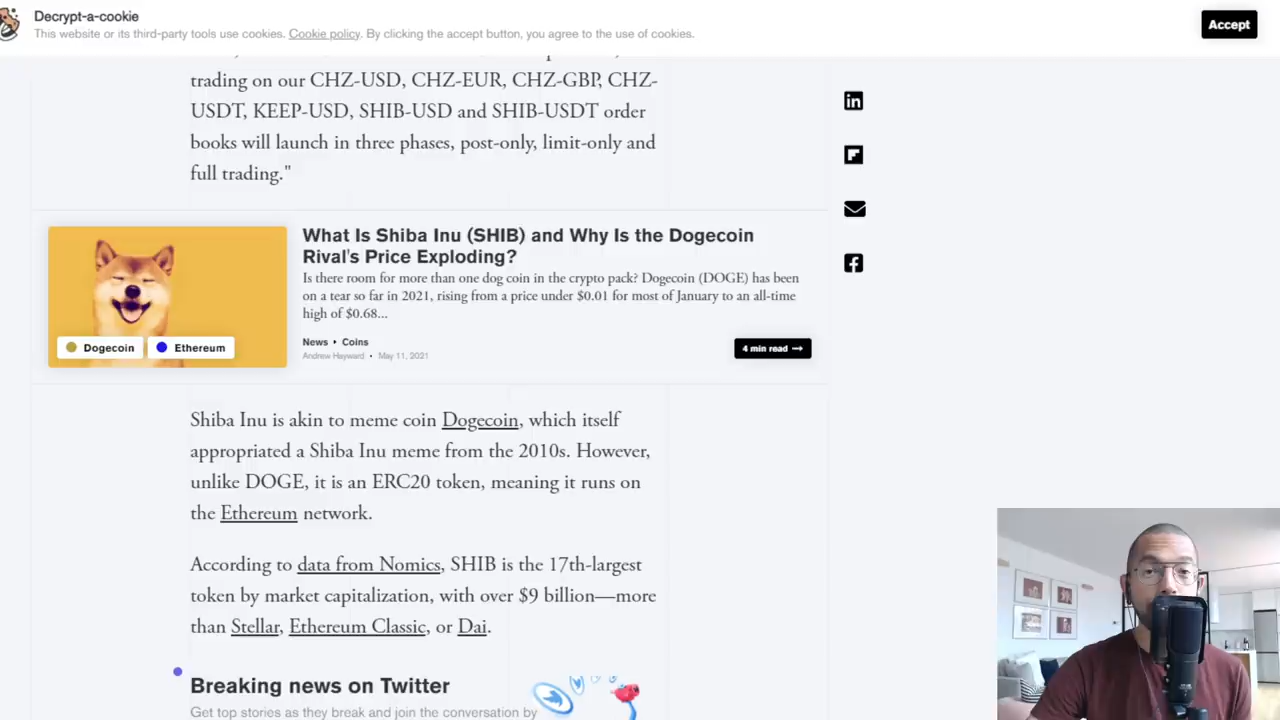 Decrypt-a-cookie
This website or its third-party tools use cookies. Cookie policy. By clicking the accept button, you agree to the use of cookies.
Accept
trading on our CHZ-USD, CHZ-EUR, CHZ-GBP, CHZ-
USDT, KEEP-USD, SHIB-USD and SHIB-USDT order
books will launch in three phases, post-only, limit-only and
full trading."
What Is Shiba Inu (SHIB) and Why Is the Dogecoin
Rival's Price Exploding?
Is there room for more than one dog coin in the crypto pack? Dogecoin (DOGE) has been
on a tear so far in 2021, rising from a price under $0.01 for most of January to an all-time
high of $0.68...
Dogecoin
Ethereum
News • Coins
Andrew Hayward • May 11, 2021
4 min read →
Shiba Inu is akin to meme coin Dogecoin, which itself
appropriated a Shiba Inu meme from the 2010s. However,
unlike DOGE, it is an ERC20 token, meaning it runs on
the Ethereum network.
According to data from Nomics, SHIB is the 17th-largest
token by market capitalization, with over $9 billion—more
than Stellar, Ethereum Classic, or Dai.
Breaking news on Twitter
Get top stories as they break and join the conversation by